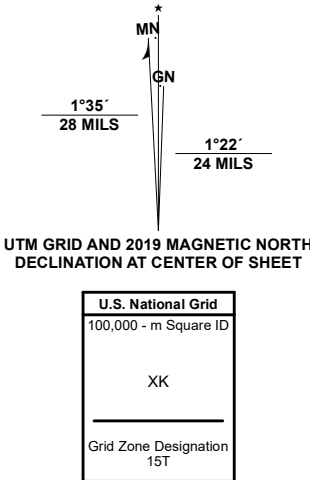 ★
MN
GN
1°35´
28 MILS
1°22´
24 MILS
UTM GRID AND 2019 MAGNETIC NORTH
DECLINATION AT CENTER OF SHEET
U.S. National Grid
100,000 - m Square ID
XK
Grid Zone Designation
15T